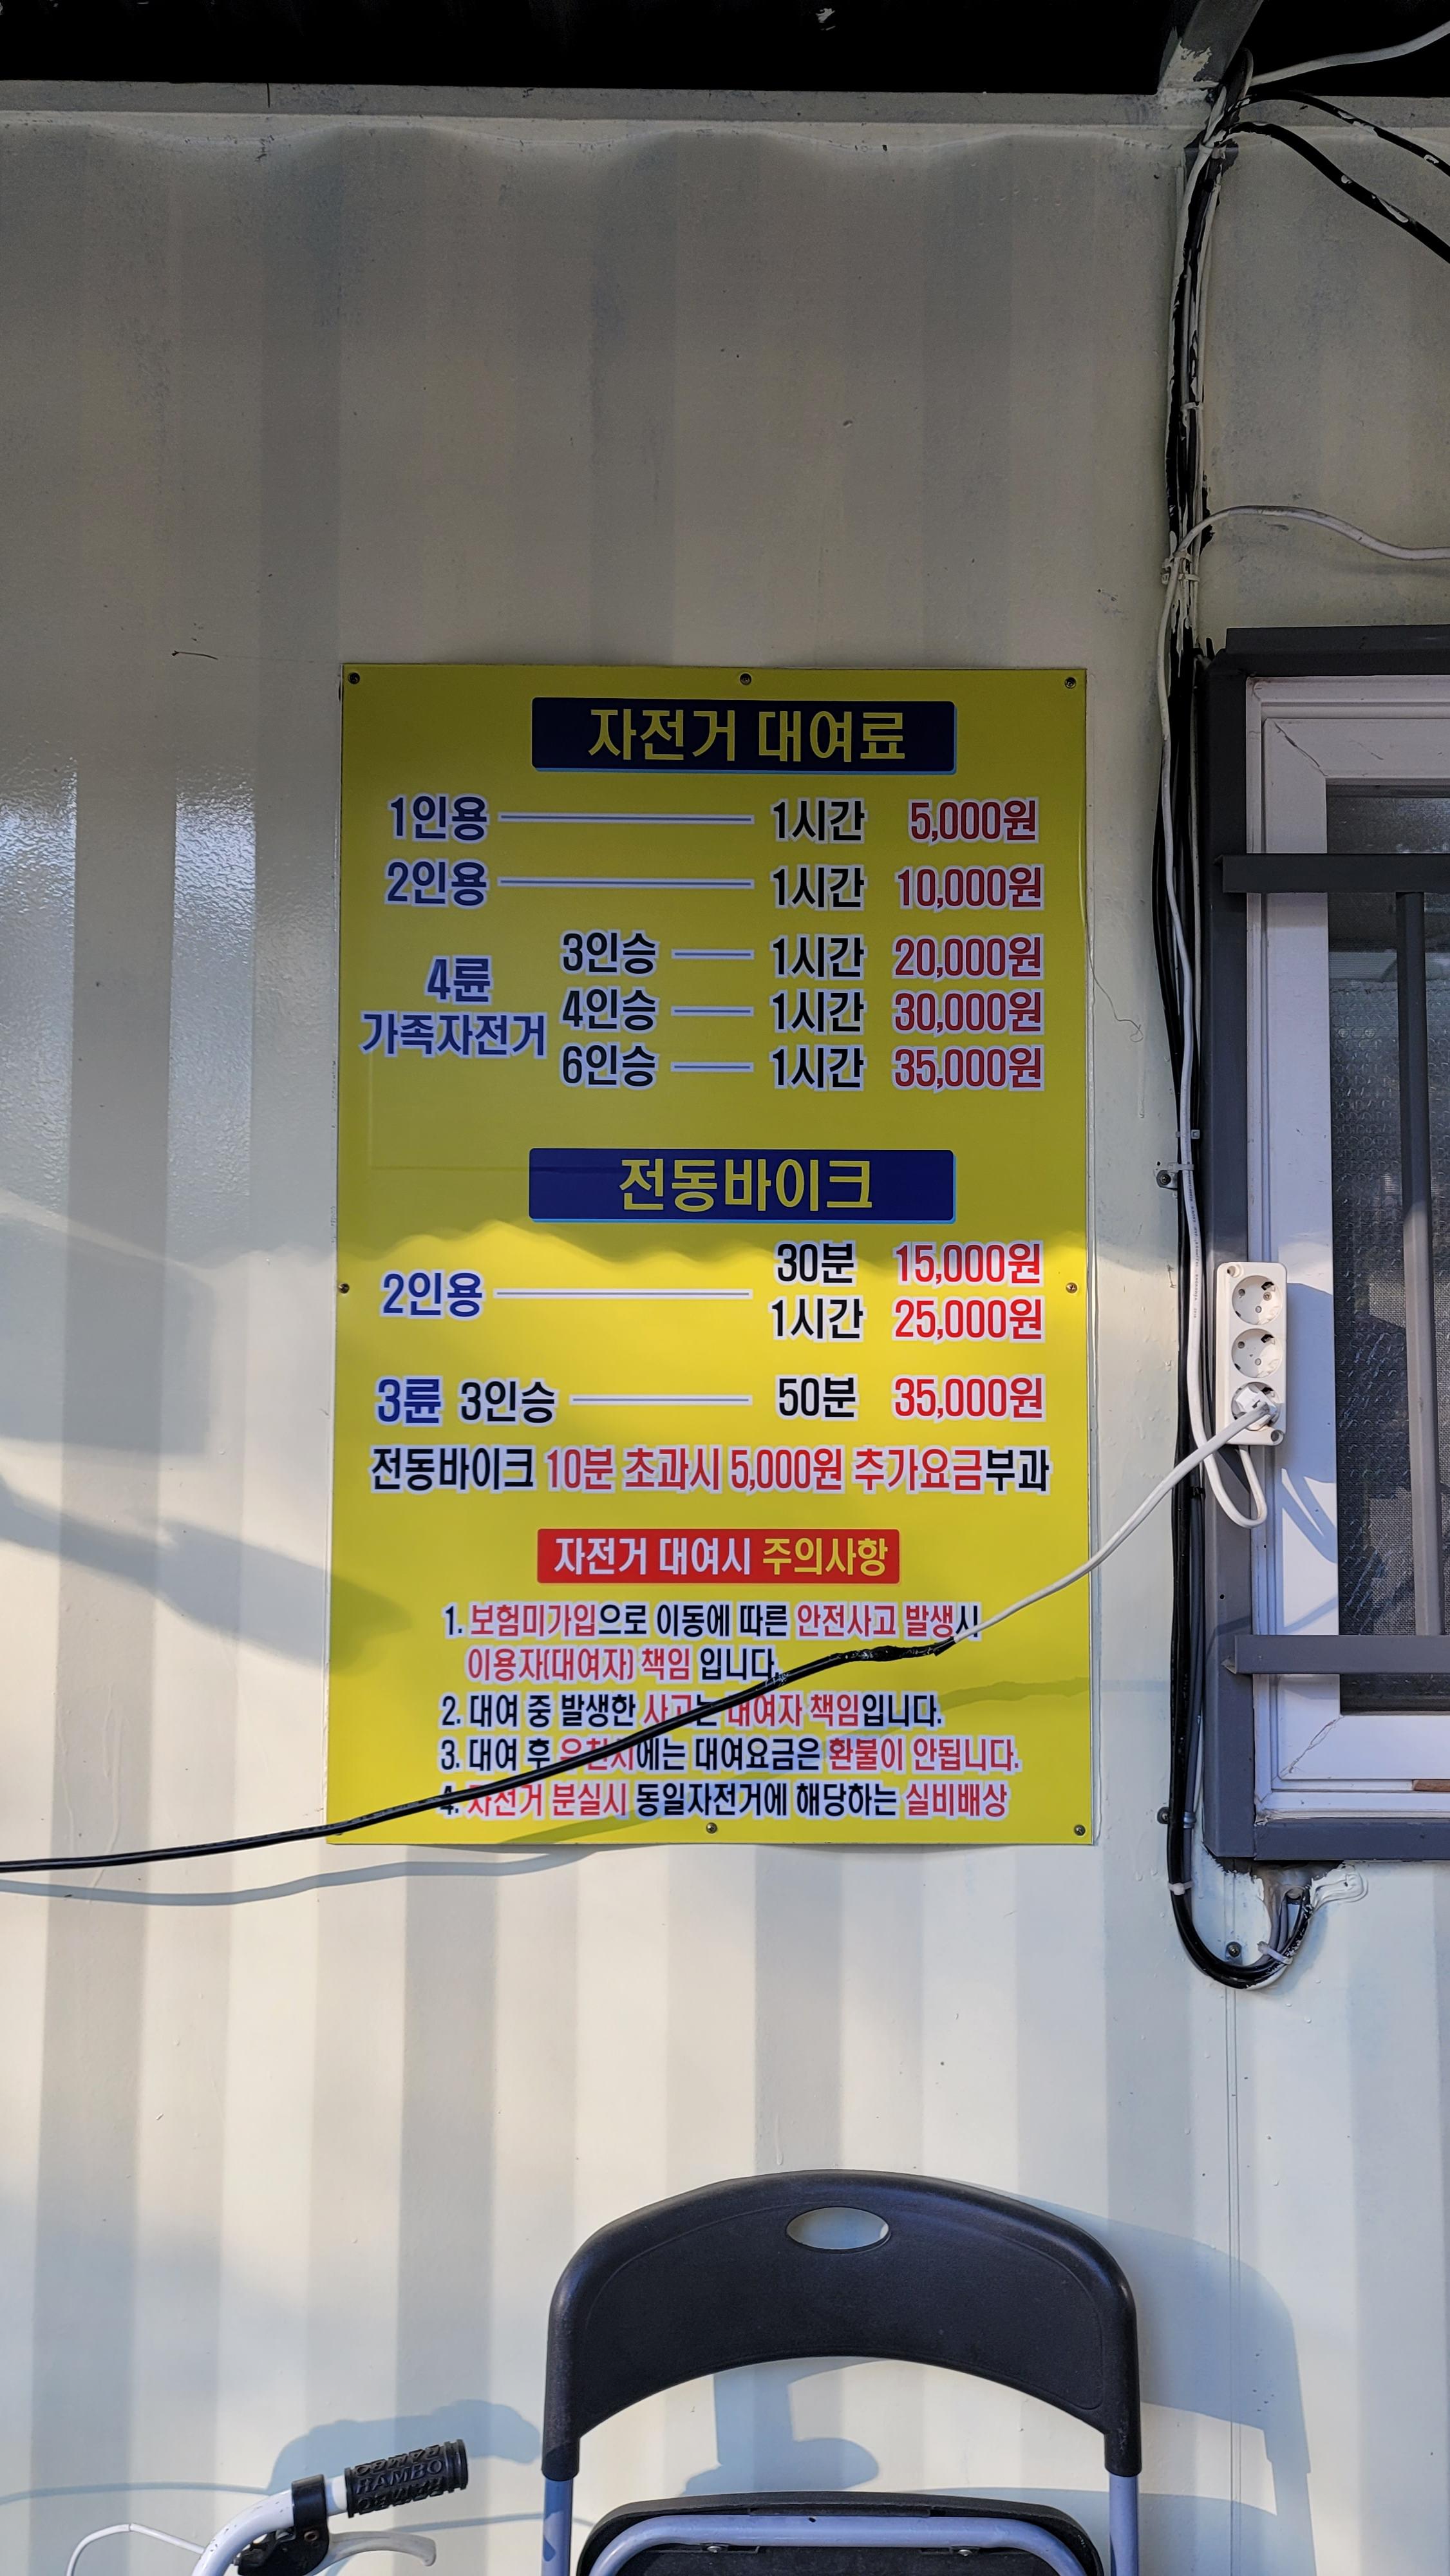 자전거 대여료
1인용 1시간 5,000원
2인용 1시간 10,000원
4륜
가족자전거
3인승 1시간 20,000원
4인승 1시간 30,000원
6인승 1시간 35,000원
전동바이크
2인용
30분 15,000원
1시간 25,000원
3륜 3인승 50분 35,000원
전동바이크 10분 초과시 5,000원 추가요금부과
자전거 대여시 주의사항
1. 보험미가입으로 이동에 따른 안전사고 발생시
이용자(대여자) 책임 입니다.
2. 대여 중 발생한 사고는 대여자 책임입니다.
3. 대여 후 우천시에는 대여요금은 환불이 안됩니다.
4. 자전거 분실시 동일자전거에 해당하는 실비배상
RAMBO